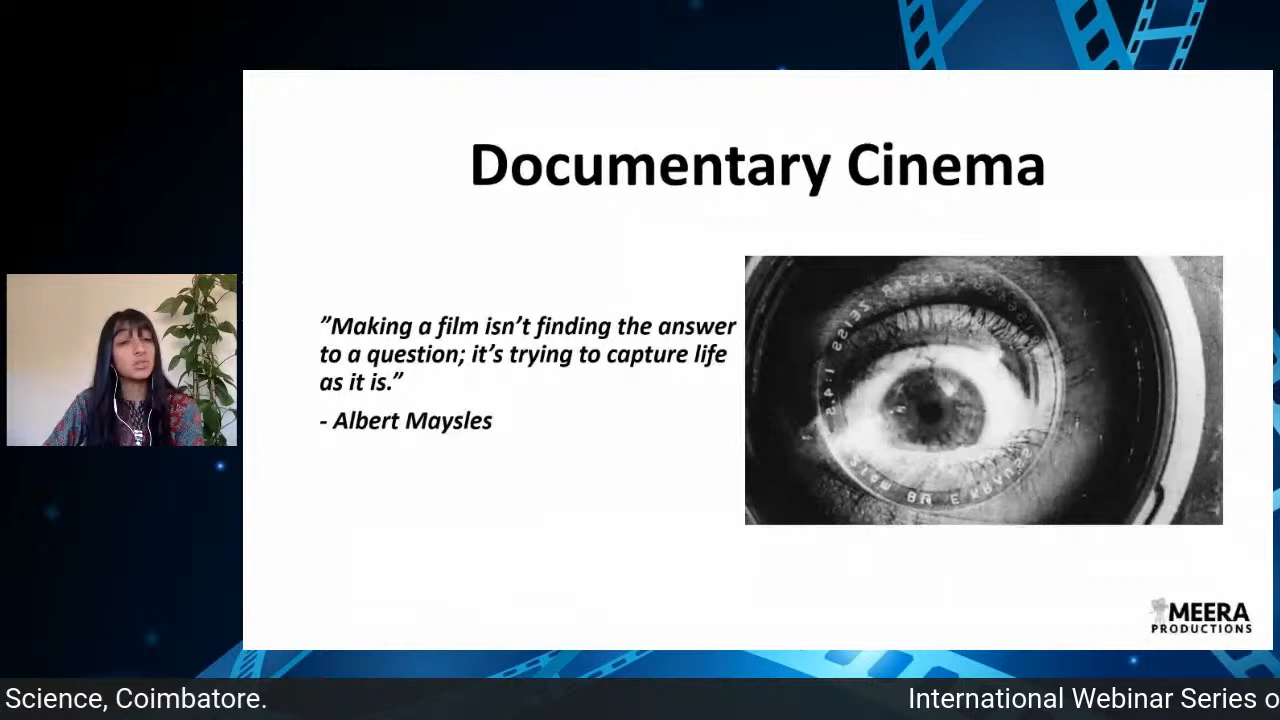 Documentary Cinema
”Making a film isn’t finding the answer
to a question; it’s trying to capture life
as it is.”
- Albert Maysles
MEERA
PRODUCTIONS
Science, Coimbatore.
International Webinar Series o